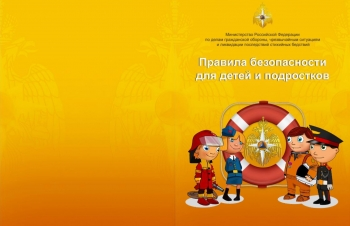 Министерство Российской Федерации
по делам гражданской обороны, чрезвычайным ситуациям
и ликвидации последствий стихийных бедствий
Правила безопасности
для детей и подростков